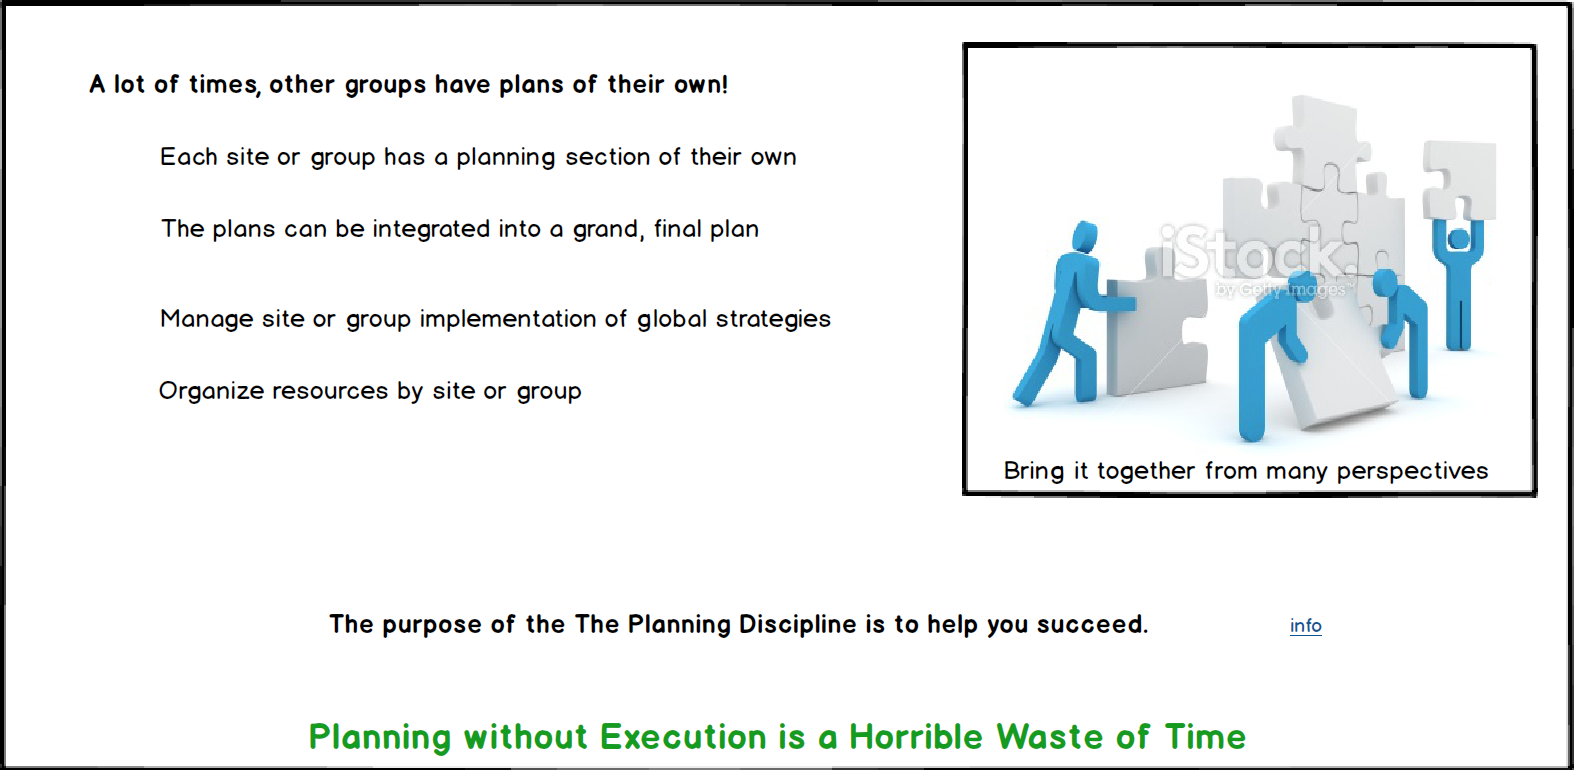 A lot of times, other groups have plans of their own!
Each site or group has a planning section of their own
The plans can be integrated into a grand, final plan
Manage site or group implementation of global strategies
Organize resources by site or group
iStock.
by Getty Images™
Bring it together from many perspectives
The purpose of the The Planning Discipline is to help you succeed.
info
Planning without Execution is a Horrible Waste of Time